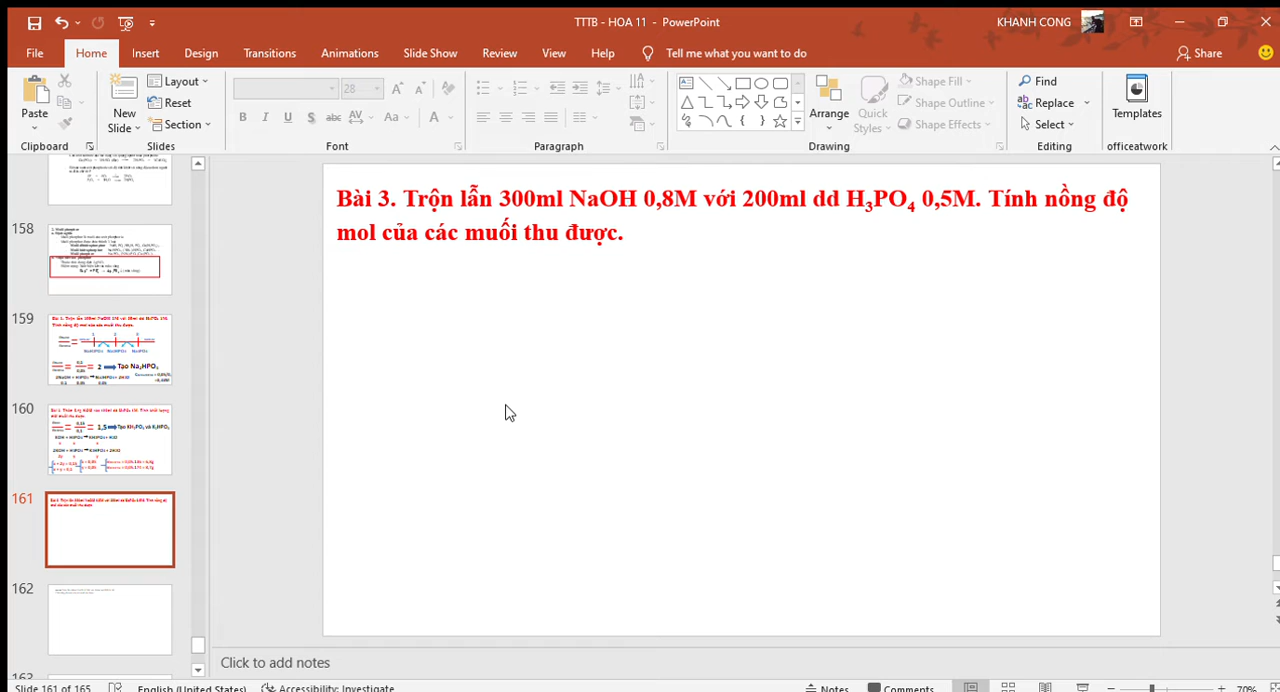 TTTB - HOA 11 - PowerPoint
KHANH CONG
File Home Insert Design Transitions Animations Slide Show Review View Help Tell me what you want to do Share
Paste
New Slide
Layout
Reset
Section
28
B I U S abc AV Aa A
Arrange
Quick Styles
Shape Fill
Shape Outline
Shape Effects
Find
Replace
Select
Templates
Clipboard Slides Font Paragraph Drawing Editing officeatwork
158
159
160
161
162
163
Bài 3. Trộn lẫn 300ml NaOH 0,8M với 200ml dd H₃PO₄ 0,5M. Tính nồng độ
mol của các muối thu được.
Click to add notes
Slide 161 of 165 English (United States) Accessibility: Investigate Notes Comments 70%